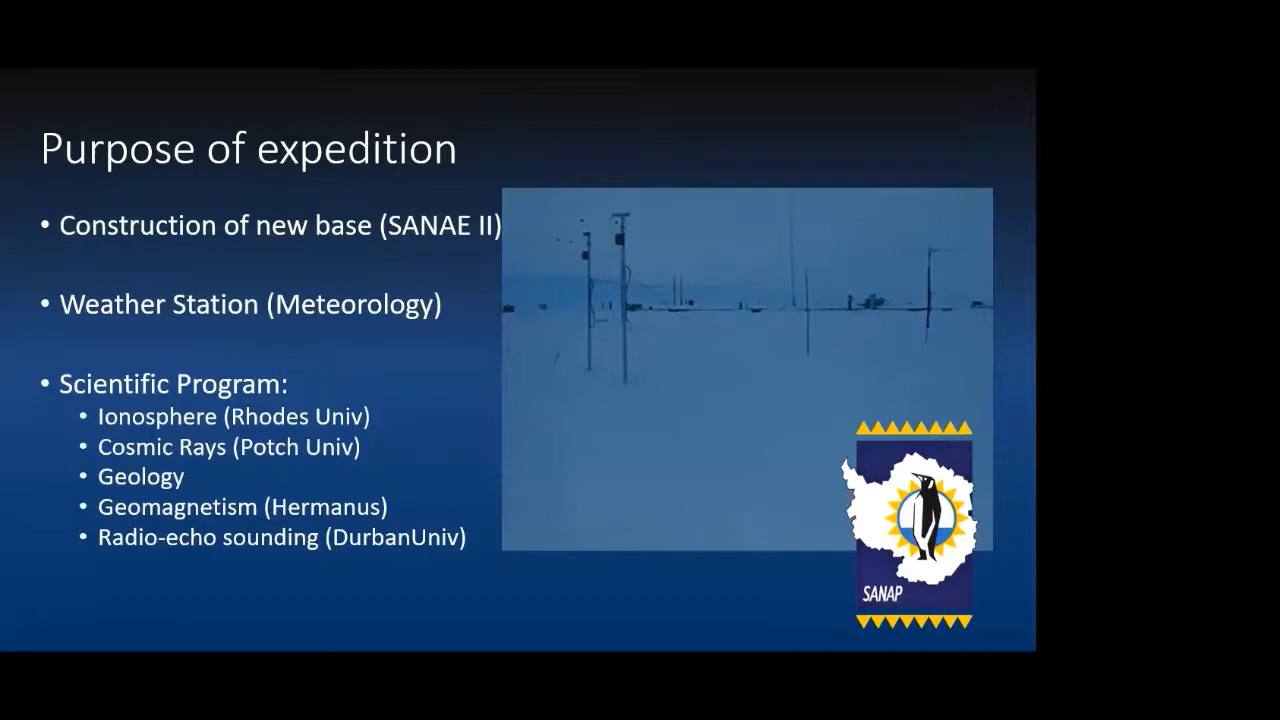 Purpose of expedition
• Construction of new base (SANAE II)
• Weather Station (Meteorology)
• Scientific Program:
• Ionosphere (Rhodes Univ)
• Cosmic Rays (Potch Univ)
• Geology
• Geomagnetism (Hermanus)
• Radio-echo sounding (DurbanUniv)
SANAP